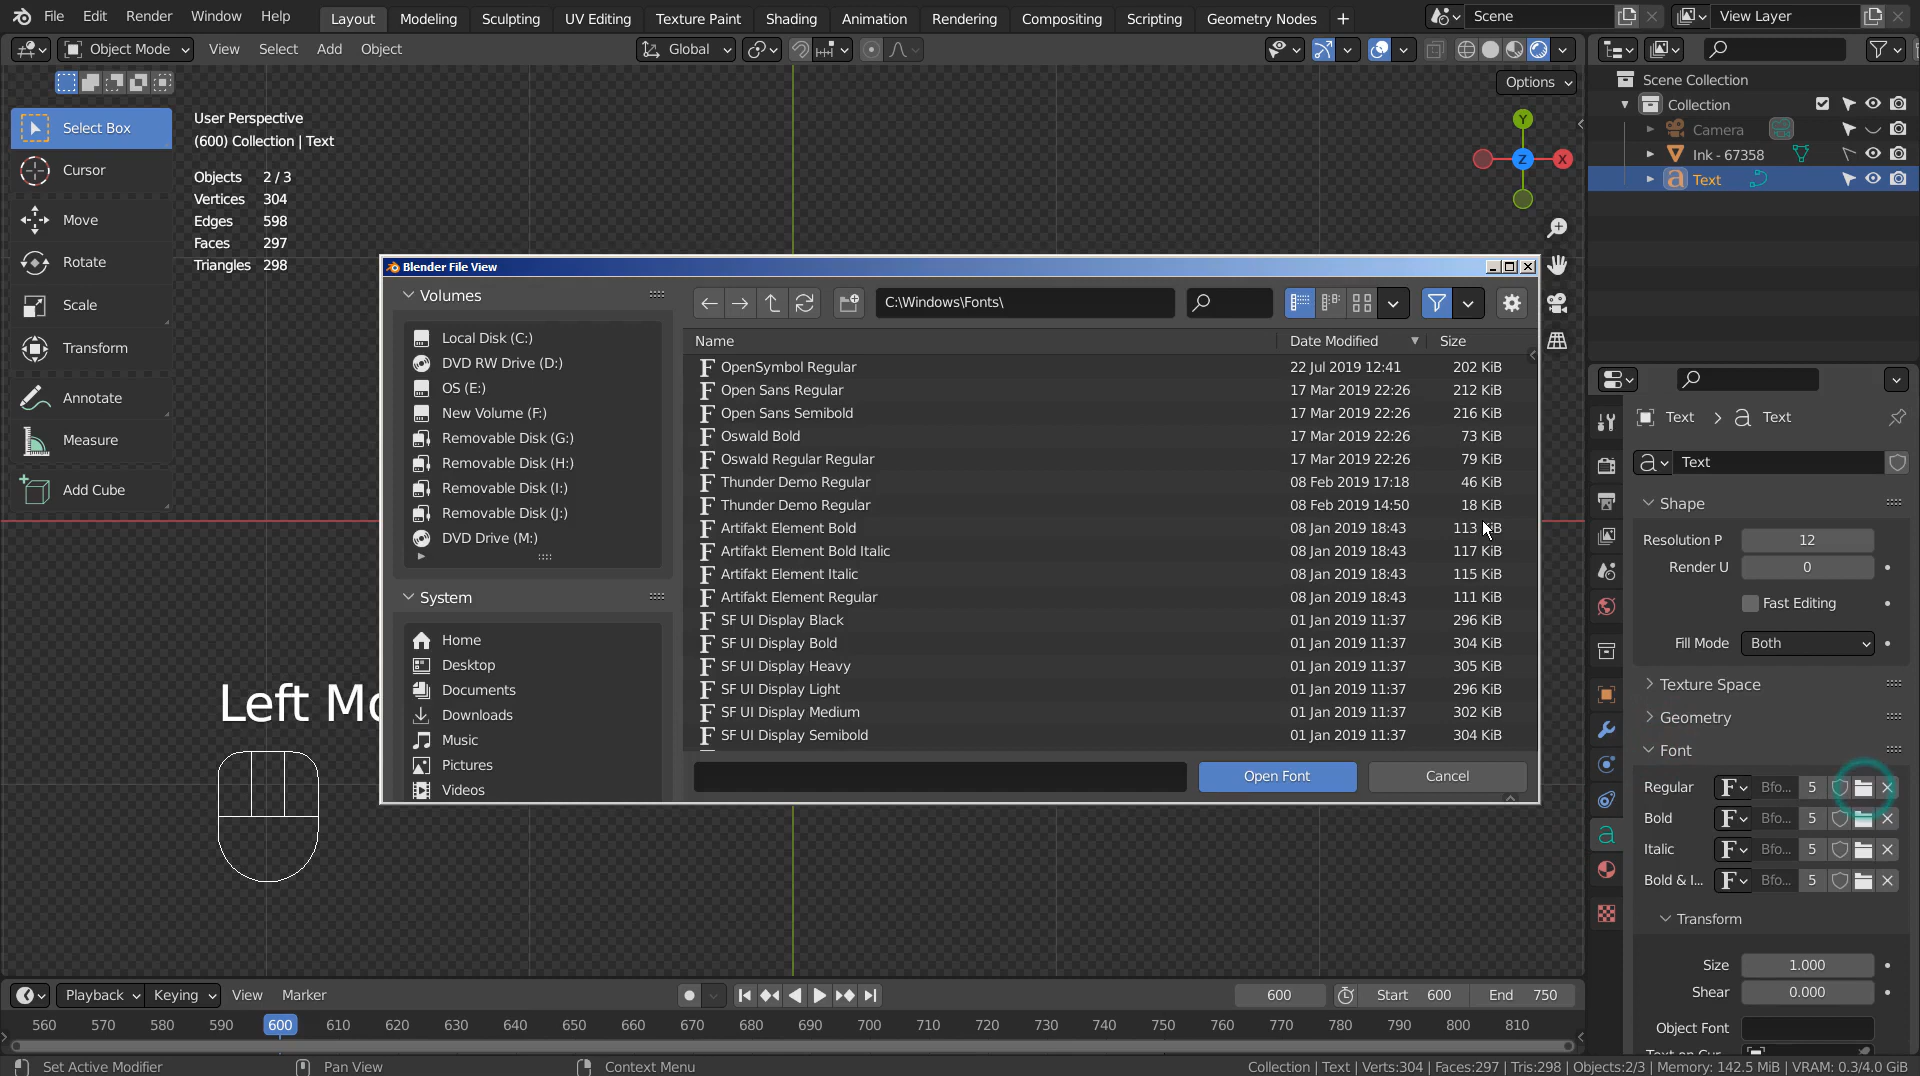 File Edit Render Window Help Layout Modeling Sculpting UV Editing Texture Paint Shading Animation Rendering Compositing Scripting Geometry Nodes + Scene View Layer
Object Mode View Select Add Object Global
Options
Select Box
Cursor
Move
Rotate
Scale
Transform
Annotate
Measure
Add Cube
User Perspective
(600) Collection | Text
Objects 2 / 3
Vertices 304
Edges 598
Faces 297
Triangles 298
Y
Z
X
Left Mo
Blender File View
Volumes
Local Disk (C:)
DVD RW Drive (D:)
OS (E:)
New Volume (F:)
Removable Disk (G:)
Removable Disk (H:)
Removable Disk (I:)
Removable Disk (J:)
DVD Drive (M:)
System
Home
Desktop
Documents
Downloads
Music
Pictures
Videos
C:\Windows\Fonts\
Name Date Modified Size
OpenSymbol Regular 22 Jul 2019 12:41 202 KiB
Open Sans Regular 17 Mar 2019 22:26 212 KiB
Open Sans Semibold 17 Mar 2019 22:26 216 KiB
Oswald Bold 17 Mar 2019 22:26 73 KiB
Oswald Regular Regular 17 Mar 2019 22:26 79 KiB
Thunder Demo Regular 08 Feb 2019 17:18 46 KiB
Thunder Demo Regular 08 Feb 2019 14:50 18 KiB
Artifakt Element Bold 08 Jan 2019 18:43 113 KiB
Artifakt Element Bold Italic 08 Jan 2019 18:43 117 KiB
Artifakt Element Italic 08 Jan 2019 18:43 115 KiB
Artifakt Element Regular 08 Jan 2019 18:43 111 KiB
SF UI Display Black 01 Jan 2019 11:37 296 KiB
SF UI Display Bold 01 Jan 2019 11:37 304 KiB
SF UI Display Heavy 01 Jan 2019 11:37 305 KiB
SF UI Display Light 01 Jan 2019 11:37 296 KiB
SF UI Display Medium 01 Jan 2019 11:37 302 KiB
SF UI Display Semibold 01 Jan 2019 11:37 304 KiB
Open Font Cancel
Scene Collection
Collection
Camera
Ink - 67358
Text
Text > Text
Text
Shape
Resolution P 12
Render U 0
Fast Editing
Fill Mode Both
Texture Space
Geometry
Font
Regular Bfo... 5
Bold Bfo... 5
Italic Bfo... 5
Bold & I... Bfo... 5
Transform
Size 1.000
Shear 0.000
Object Font
Playback Keying View Marker 600 Start 600 End 750
560 570 580 590 600 610 620 630 640 650 660 670 680 690 700 710 720 730 740 750 760 770 780 790 800 810
Set Active Modifier Pan View Context Menu Collection | Text | Verts:304 | Faces:297 | Tris:298 | Objects:2/3 | Memory: 142.5 MiB | VRAM: 0.3/4.0 GiB